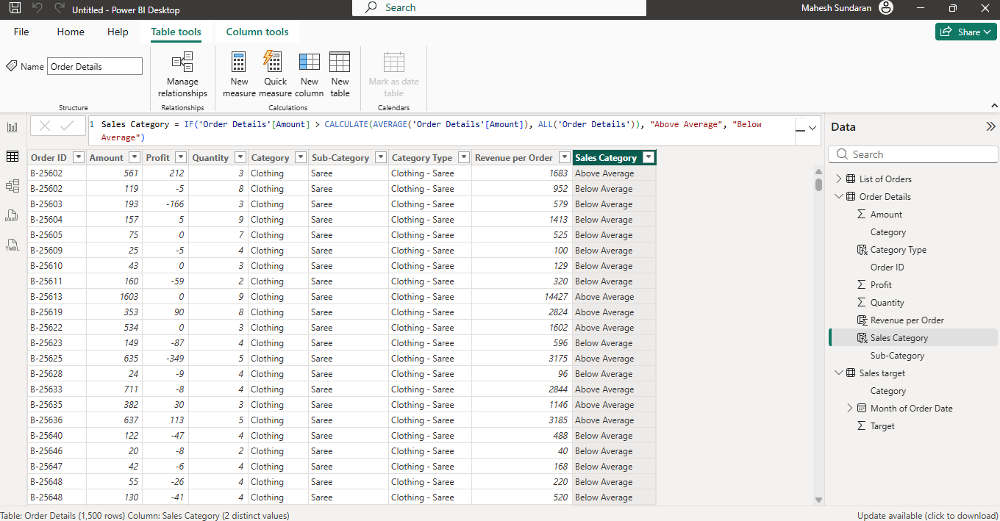 Untitled - Power BI Desktop
Search
Mahesh Sundaran
File Home Help Table tools Column tools
Share
Name Order Details
Manage relationships
New measure
Quick measure
New column
New table
Mark as date table
Structure
Relationships
Calculations
Calendars
1 Sales Category = IF('Order Details'[Amount] > CALCULATE(AVERAGE('Order Details'[Amount]), ALL('Order Details')), "Above Average", "Below
Average")
Order ID Amount Profit Quantity Category Sub-Category Category Type Revenue per Order Sales Category
B-25602 561 212 3 Clothing Saree Clothing - Saree 1683 Above Average
B-25602 119 -5 8 Clothing Saree Clothing - Saree 952 Below Average
B-25603 193 -166 3 Clothing Saree Clothing - Saree 579 Below Average
B-25604 157 5 9 Clothing Saree Clothing - Saree 1413 Below Average
B-25605 75 0 7 Clothing Saree Clothing - Saree 525 Below Average
B-25609 25 -5 4 Clothing Saree Clothing - Saree 100 Below Average
B-25610 43 0 3 Clothing Saree Clothing - Saree 129 Below Average
B-25611 160 -59 2 Clothing Saree Clothing - Saree 320 Below Average
B-25613 1603 0 9 Clothing Saree Clothing - Saree 14427 Above Average
B-25619 353 90 8 Clothing Saree Clothing - Saree 2824 Above Average
B-25622 534 0 3 Clothing Saree Clothing - Saree 1602 Above Average
B-25623 149 -87 4 Clothing Saree Clothing - Saree 596 Below Average
B-25625 635 -349 5 Clothing Saree Clothing - Saree 3175 Above Average
B-25628 24 -9 4 Clothing Saree Clothing - Saree 96 Below Average
B-25633 711 -8 4 Clothing Saree Clothing - Saree 2844 Above Average
B-25635 382 30 3 Clothing Saree Clothing - Saree 1146 Above Average
B-25636 637 113 5 Clothing Saree Clothing - Saree 3185 Above Average
B-25640 122 -47 4 Clothing Saree Clothing - Saree 488 Below Average
B-25646 20 -8 2 Clothing Saree Clothing - Saree 40 Below Average
B-25647 42 -6 4 Clothing Saree Clothing - Saree 168 Below Average
B-25648 55 -26 4 Clothing Saree Clothing - Saree 220 Below Average
B-25648 130 -41 4 Clothing Saree Clothing - Saree 520 Below Average
DAX
TMDL
Data
Search
List of Orders
Order Details
Amount
Category
Category Type
Order ID
Profit
Quantity
Revenue per Order
Sales Category
Sub-Category
Sales target
Category
Month of Order Date
Target
Table: Order Details (1,500 rows) Column: Sales Category (2 distinct values)
Update available (click to download)